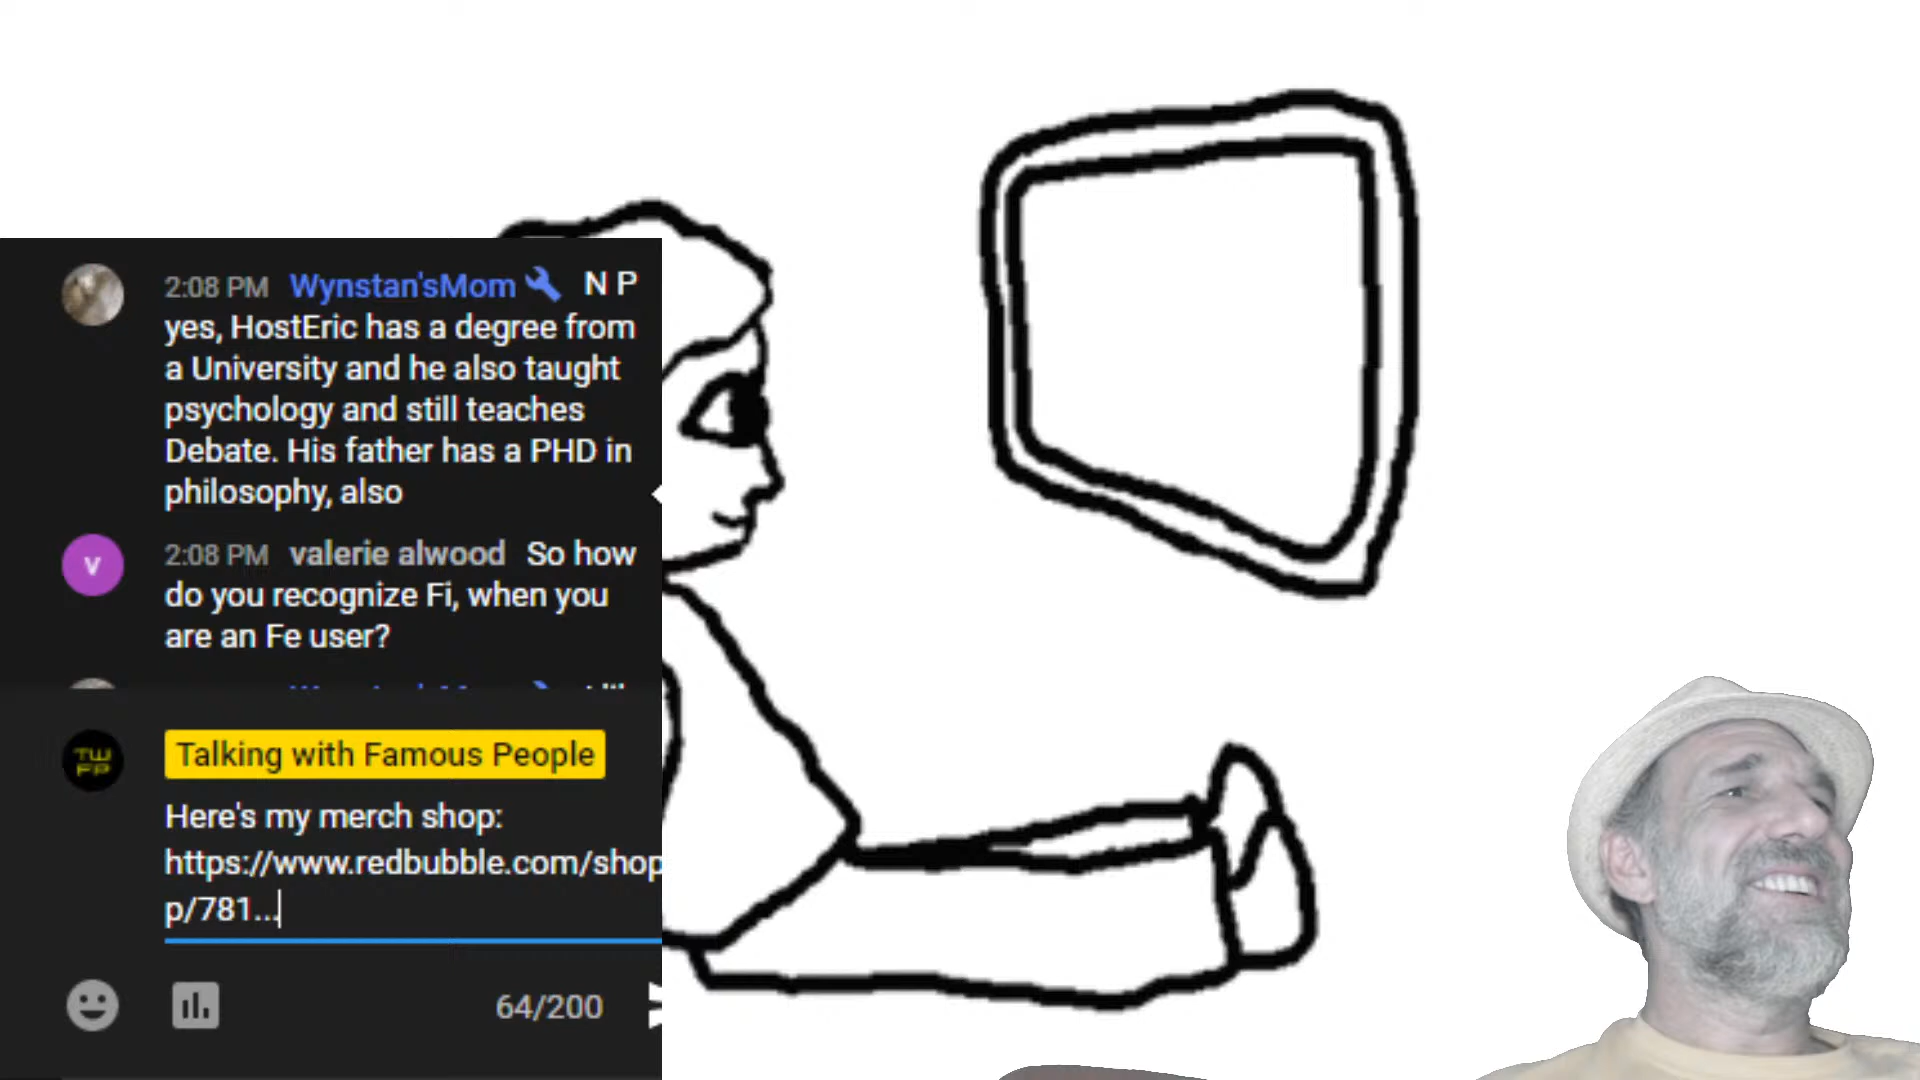 2:08 PM Wynstan'sMom N P
yes, HostEric has a degree from
a University and he also taught
psychology and still teaches
Debate. His father has a PHD in
philosophy, also
V
2:08 PM valerie alwood So how
do you recognize Fi, when you
are an Fe user?
TW
FP
Talking with Famous People
Here's my merch shop:
https://www.redbubble.com/shop
p/781...
64/200